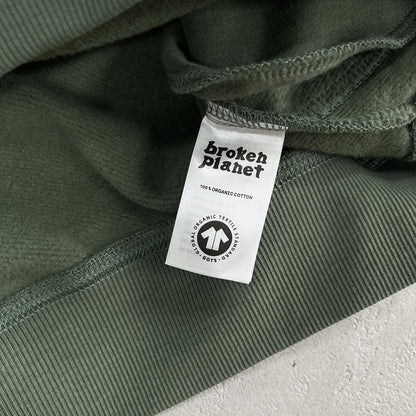 broken
planet
100% ORGANIC COTTON
GLOBAL ORGANIC TEXTILE STANDARD
· GOTS ·